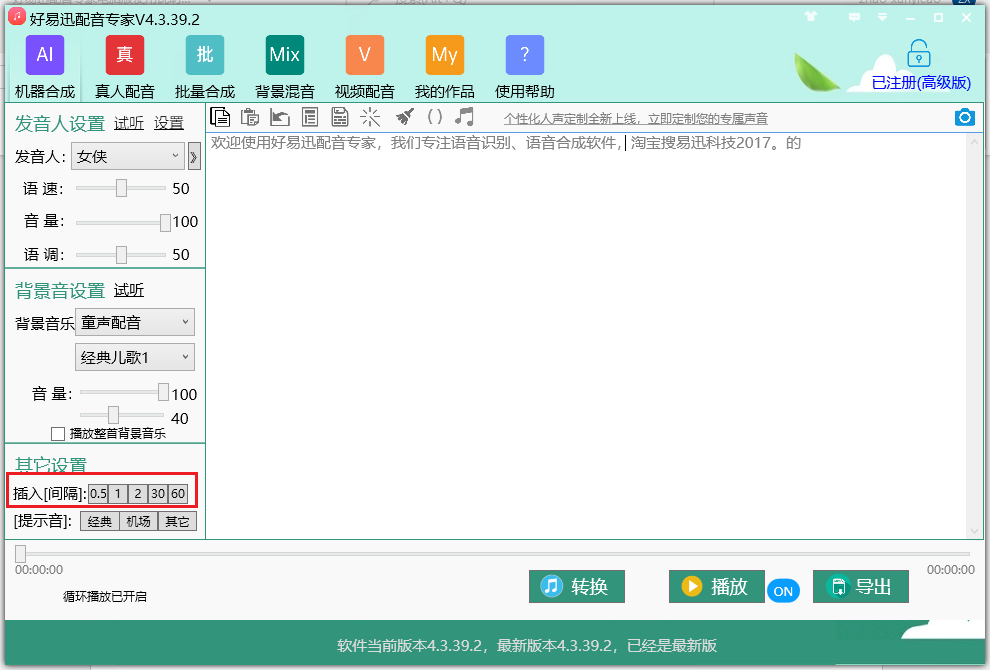 好易迅配音专家V4.3.39.2
AI 真 批 Mix V My ?
机器合成 真人配音 批量合成 背景混音 视频配音 我的作品 使用帮助
已注册(高级版)
发音人设置 试听 设置
个性化人声定制全新上线，立即定制您的专属声音
欢迎使用好易迅配音专家，我们专注语音识别、语音合成软件，淘宝搜易迅科技2017。的
发音人: 女侠 》
语 速: 50
音 量: 100
语 调: 50
背景音设置 试听
背景音乐 童声配音
经典儿歌1
音 量: 100
40
播放整首背景音乐
其它设置
插入[间隔]: 0.5 1 2 30 60
[提示音]: 经典 机场 其它
00:00:00 00:00:00
循环播放已开启
转换 播放 ON 导出
软件当前版本4.3.39.2，最新版本4.3.39.2，已经是最新版